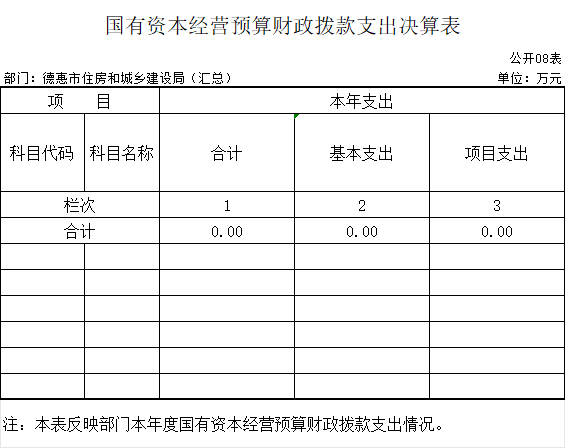 国有资本经营预算财政拨款支出决算表
公开08表
部门：德惠市住房和城乡建设局（汇总） 单位：万元
项 目 本年支出
科目代码 科目名称 合计 基本支出 项目支出
栏次 1 2 3
合计 0.00 0.00 0.00
注：本表反映部门本年度国有资本经营预算财政拨款支出情况。